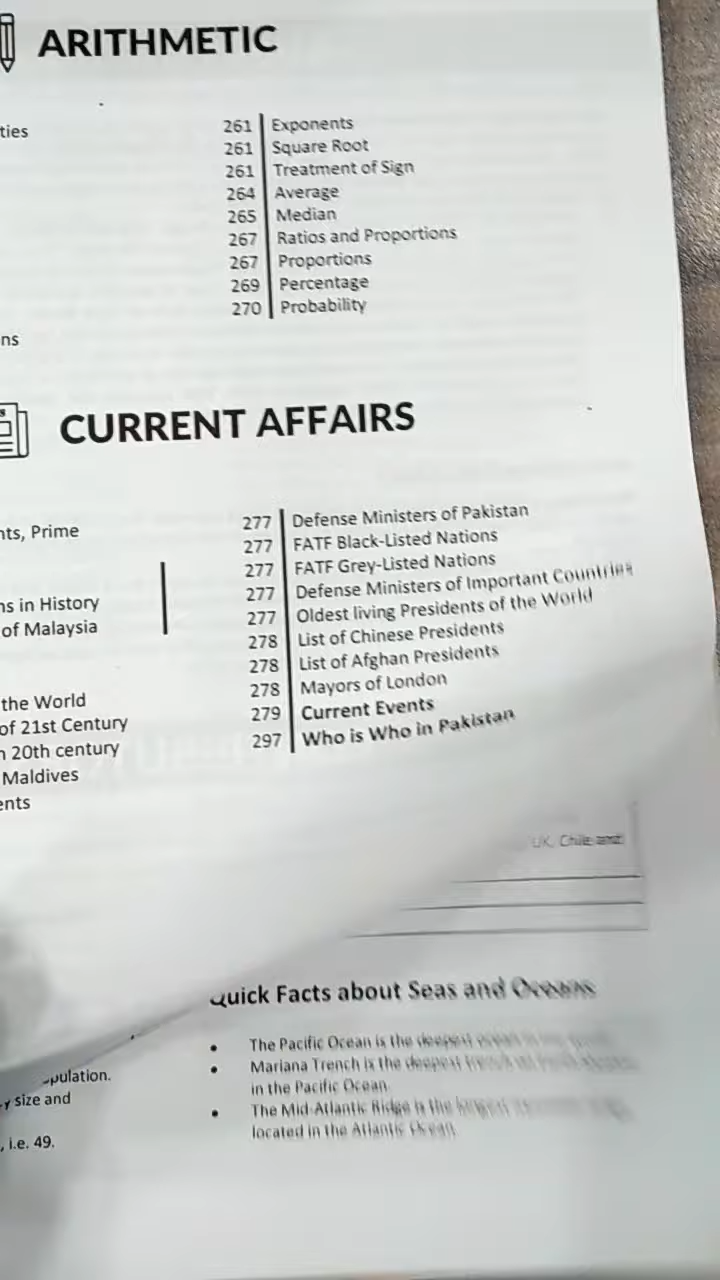 ARITHMETIC
ties
261 Exponents
261 Square Root
261 Treatment of Sign
264 Average
265 Median
267 Ratios and Proportions
267 Proportions
269 Percentage
270 Probability
ns
CURRENT AFFAIRS
nts, Prime
ns in History
of Malaysia
the World
of 21st Century
n 20th century
Maldives
ents
277 Defense Ministers of Pakistan
277 FATF Black-Listed Nations
277 FATF Grey-Listed Nations
277 Defense Ministers of Important Countries
277 Oldest living Presidents of the World
278 List of Chinese Presidents
278 List of Afghan Presidents
278 Mayors of London
279 Current Events
297 Who is Who in Pakistan
UK, Chile and
Quick Facts about Seas and Oceans
• The Pacific Ocean is the deepest
• Mariana Trench is the deepest
in the Pacific Ocean
• The Mid-Atlantic Ridge is the longest
located in the Atlantic Ocean
pulation.
y size and
, i.e. 49.